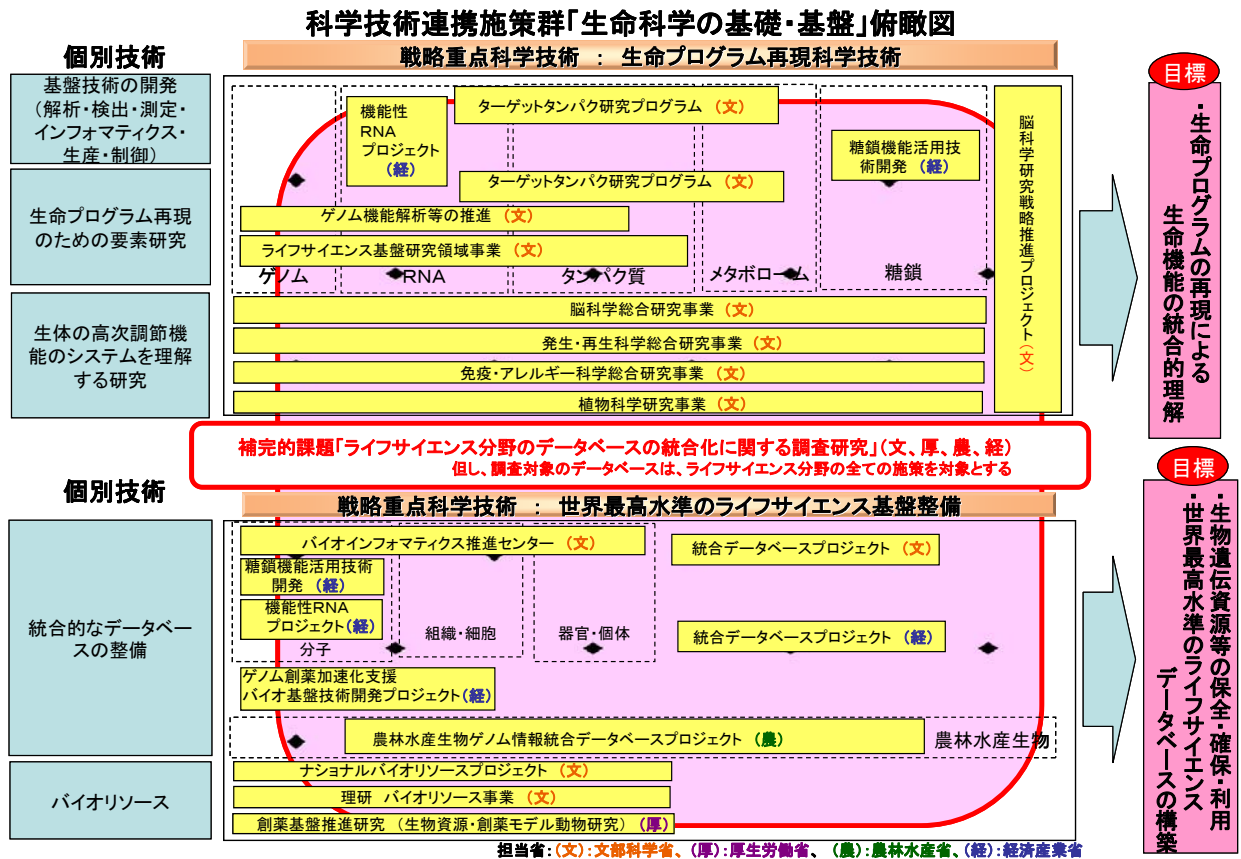 科学技術連携施策群「生命科学の基礎・基盤」俯瞰図
個別技術
戦略重点科学技術 : 生命プログラム再現科学技術
基盤技術の開発
(解析・検出・測定・
インフォマティクス・
生産・制御)
生命プログラム再現
のための要素研究
生体の高次調節機
能のシステムを理解
する研究
機能性
RNA
プロジェクト
(経)
ターゲットタンパク研究プログラム (文)
糖鎖機能活用技
術開発 (経)
ターゲットタンパク研究プログラム (文)
ゲノム機能解析等の推進 (文)
ライフサイエンス基盤研究領域事業 (文)
ゲノム
RNA
タンパク質
メタボローム
糖鎖
脳科学総合研究事業 (文)
発生・再生科学総合研究事業 (文)
免疫・アレルギー科学総合研究事業 (文)
植物科学研究事業 (文)
脳科学研究戦略推進プロジェクト(文)
目標
・生命プログラムの再現による
生命機能の統合的理解
補完的課題「ライフサイエンス分野のデータベースの統合化に関する調査研究」(文、厚、農、経)
但し、調査対象のデータベースは、ライフサイエンス分野の全ての施策を対象とする
個別技術
戦略重点科学技術 : 世界最高水準のライフサイエンス基盤整備
統合的なデータベー
スの整備
バイオリソース
バイオインフォマティクス推進センター (文)
統合データベースプロジェクト (文)
糖鎖機能活用技術
開発 (経)
機能性RNA
プロジェクト(経)
分子
組織・細胞
器官・個体
統合データベースプロジェクト (経)
ゲノム創薬加速化支援
バイオ基盤技術開発プロジェクト(経)
農林水産生物ゲノム情報統合データベースプロジェクト (農)
農林水産生物
ナショナルバイオリソースプロジェクト (文)
理研 バイオリソース事業 (文)
創薬基盤推進研究 (生物資源・創薬モデル動物研究) (厚)
目標
・生物遺伝資源等の保全・確保・利用
・世界最高水準のライフサイエンス
データベースの構築
担当省:(文):文部科学省、(厚):厚生労働省、 (農):農林水産省、(経):経済産業省